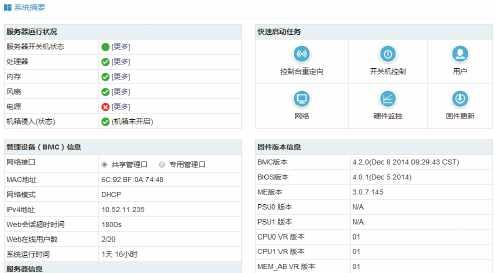 系统摘要
服务器运行状况
服务器开关机状态 [更多]
处理器 [更多]
内存 [更多]
风扇 [更多]
电源 [更多]
机箱侵入(状态) (机箱未开启)
快速启动任务
控制台重定向 开关机控制 用户
网络 硬件监控 固件更新
管理设备（BMC）信息
网络接口 共享管理口 专用管理口
MAC地址 6C:92:BF:0A:74:48
网络模式 DHCP
IPv4地址 10.52.11.235
Web会话超时时间 1800s
Web在线用户数 2/20
系统运行时间 1天 16小时
服务器信息
固件版本信息
BMC版本 4.2.0(Dec 6 2014 09:29:43 CST)
BIOS版本 4.0.1(Dec 5 2014)
ME版本 3.0.7.145
PSU0 版本 N/A
PSU1 版本 N/A
CPU0 VR 版本 01
CPU1 VR 版本 01
MEM_AB VR 版本 01